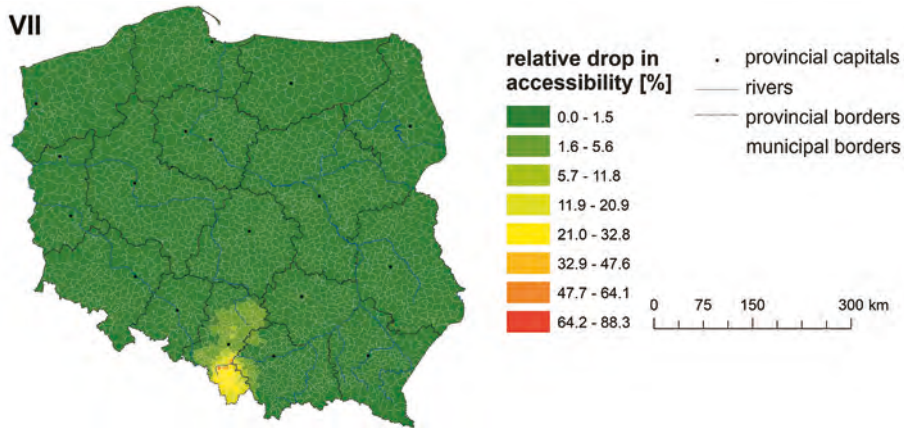 VII
relative drop in
accessibility [%]
0.0 - 1.5
1.6 - 5.6
5.7 - 11.8
11.9 - 20.9
21.0 - 32.8
32.9 - 47.6
47.7 - 64.1
64.2 - 88.3
provincial capitals
rivers
provincial borders
municipal borders
0 75 150 300 km